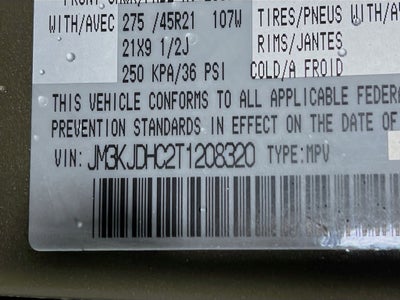 WITH/AVEC 275 /45R21 107W TIRES/PNEUS WITH/A
21X9 1/2J RIMS/JANTES
250 KPA/36 PSI COLD/A FROID
THIS VEHICLE CONFORMS TO ALL APPLICABLE FEDERA
PREVENTION STANDARDS IN EFFECT ON THE DATE OF
VIN: JM3KJDHC2T1208320 TYPE:MPV